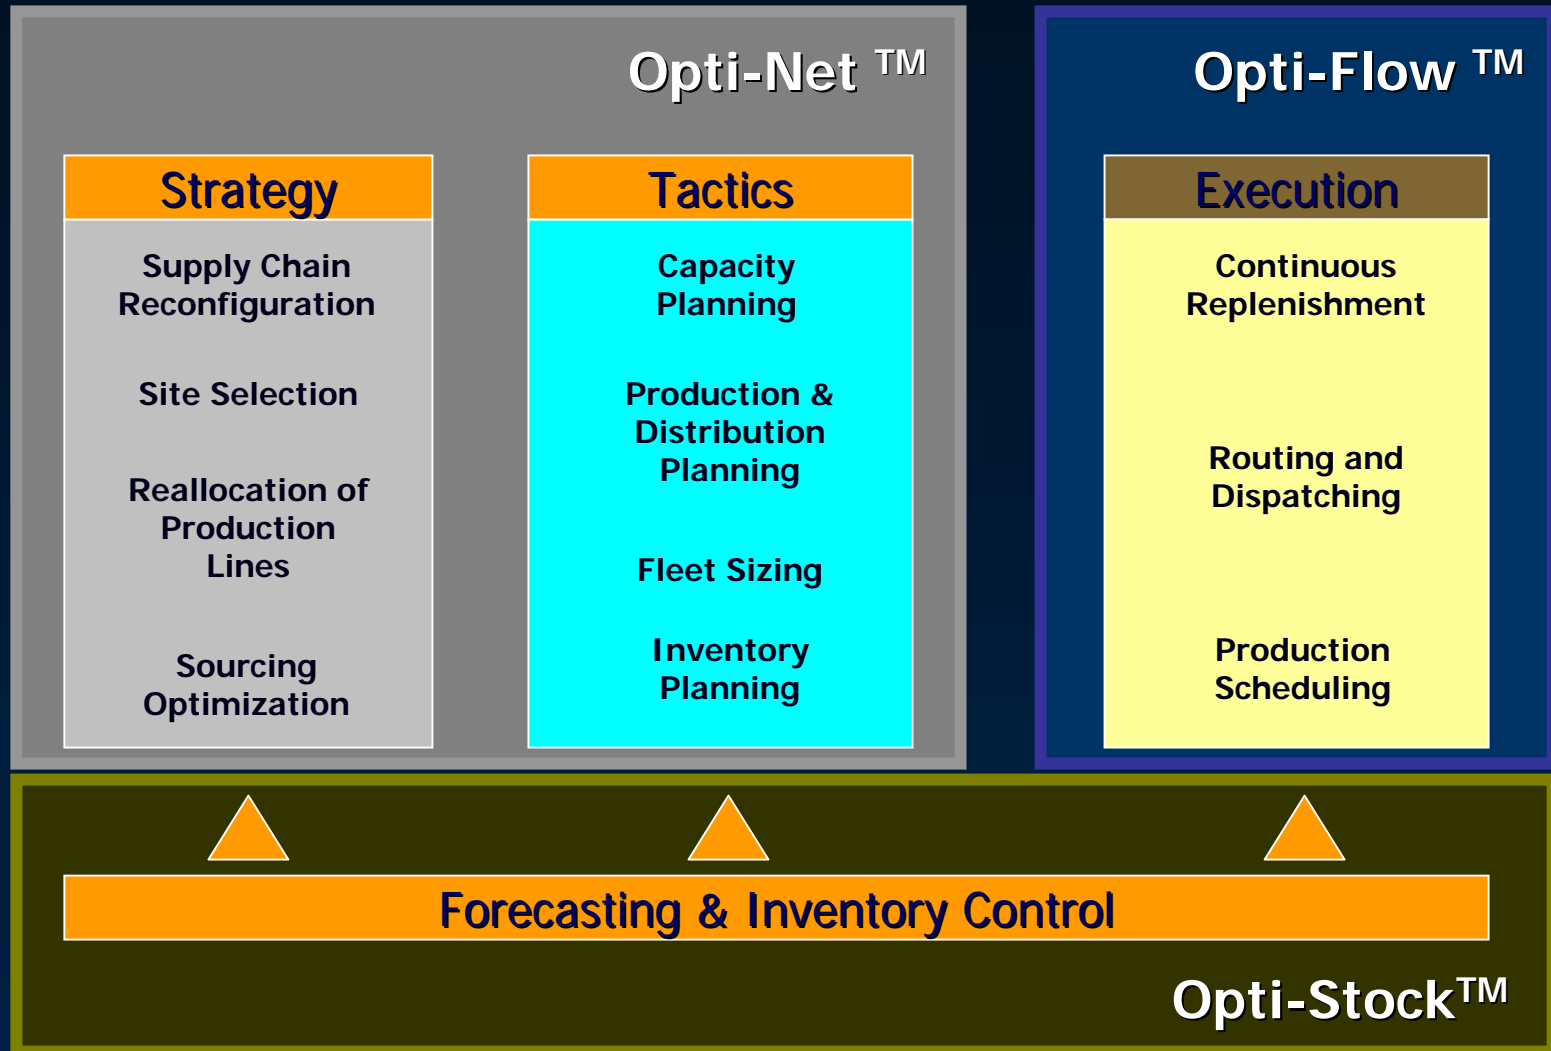 Opti-Net ™
Strategy
Supply Chain
Reconfiguration
Site Selection
Reallocation of
Production
Lines
Sourcing
Optimization
Tactics
Capacity
Planning
Production &
Distribution
Planning
Fleet Sizing
Inventory
Planning
Opti-Flow ™
Execution
Continuous
Replenishment
Routing and
Dispatching
Production
Scheduling
Forecasting & Inventory Control
Opti-Stock™